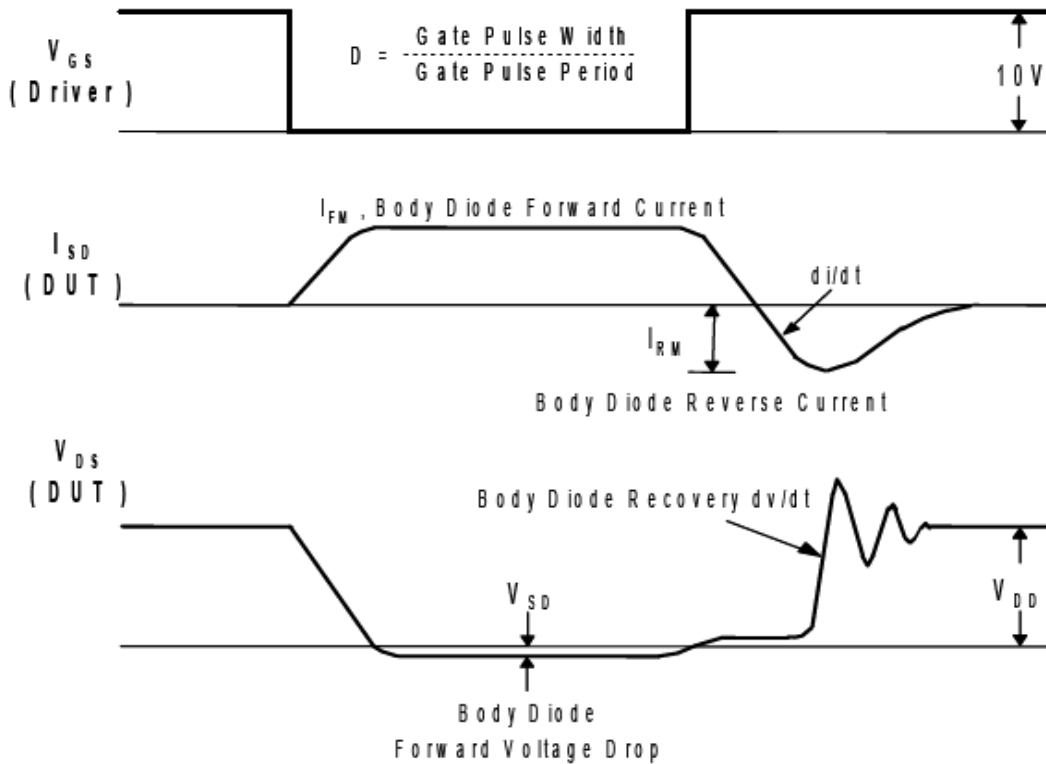 V GS
(Driver)
D = Gate Pulse Width
Gate Pulse Period
10V
I SD
(DUT)
I FM , Body Diode Forward Current
di/dt
I RM
Body Diode Reverse Current
V DS
(DUT)
Body Diode Recovery dv/dt
V SD
V DD
Body Diode
Forward Voltage Drop